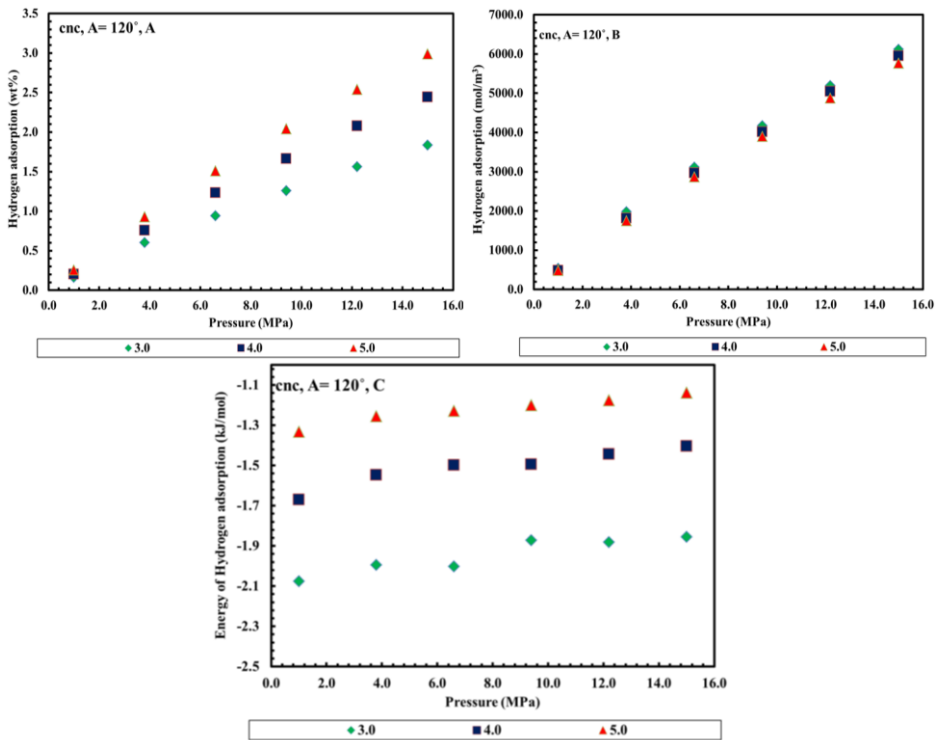 cnc, A= 120˚, A
Hydrogen adsorption (wt%)
3.5
3.0
2.5
2.0
1.5
1.0
0.5
0.0
0.0 2.0 4.0 6.0 8.0 10.0 12.0 14.0 16.0
Pressure (MPa)
3.0 4.0 5.0
cnc, A= 120˚, B
Hydrogen adsorption (mol/m³)
7000.0
6000.0
5000.0
4000.0
3000.0
2000.0
1000.0
0.0
0.0 2.0 4.0 6.0 8.0 10.0 12.0 14.0 16.0
Pressure (MPa)
3.0 4.0 5.0
cnc, A= 120˚, C
Energy of Hydrogen adsorption (kJ/mol)
-1.1
-1.3
-1.5
-1.7
-1.9
-2.1
-2.3
-2.5
0.0 2.0 4.0 6.0 8.0 10.0 12.0 14.0 16.0
Pressure (MPa)
3.0 4.0 5.0